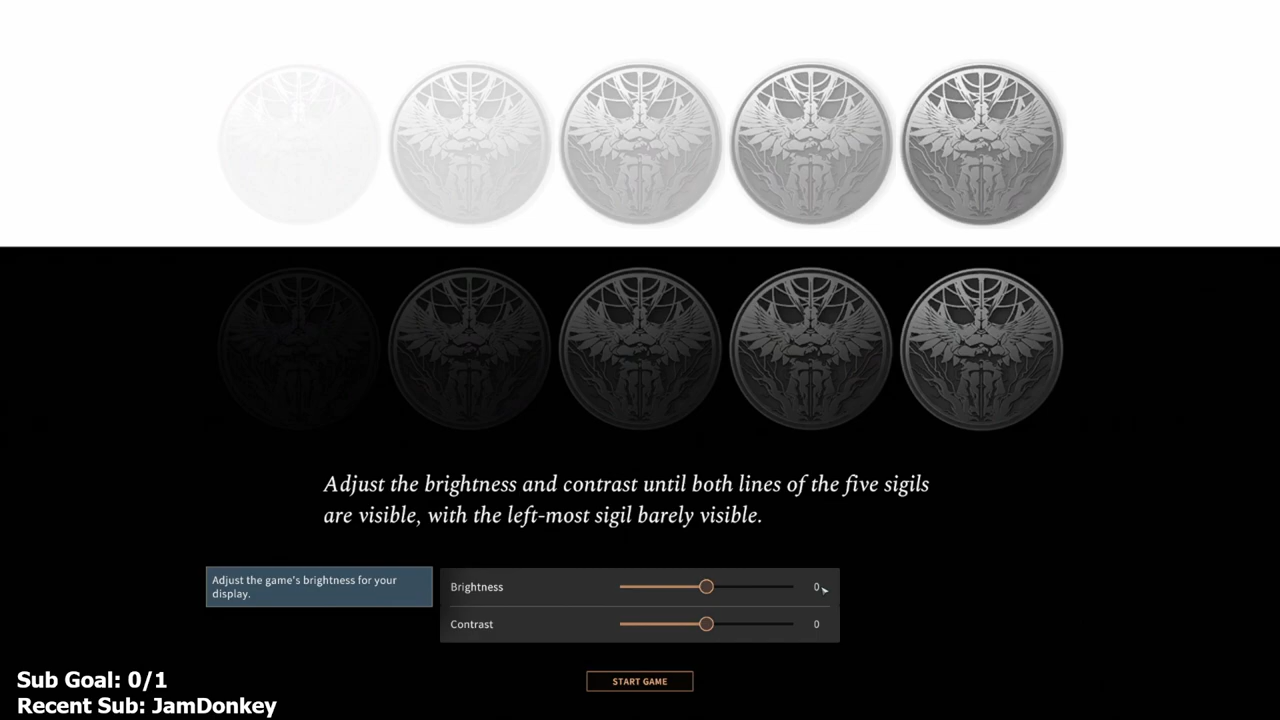 Adjust the brightness and contrast until both lines of the five sigils
are visible, with the left-most sigil barely visible.
Adjust the game's brightness for your
display.
Brightness 0
Contrast 0
START GAME
Sub Goal: 0/1
Recent Sub: JamDonkey